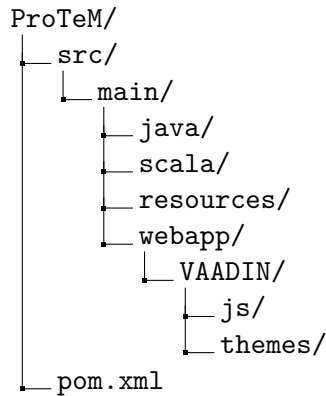 ProTeM/
src/
main/
java/
scala/
resources/
webapp/
VAADIN/
js/
themes/
pom.xml